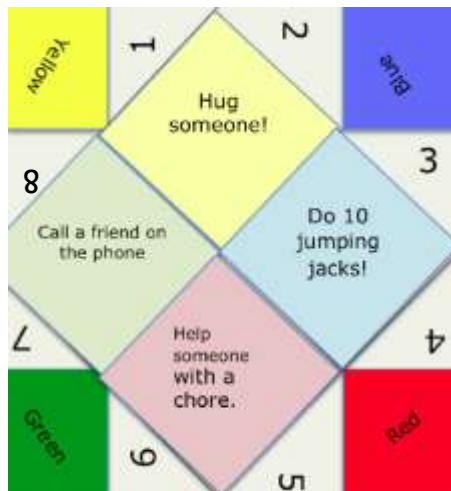 Yellow
1
2
Blue
Hug
someone!
3
8
Call a friend on
the phone
Do 10
jumping
jacks!
7
4
Help
someone
with a
chore.
Green
6
5
Red